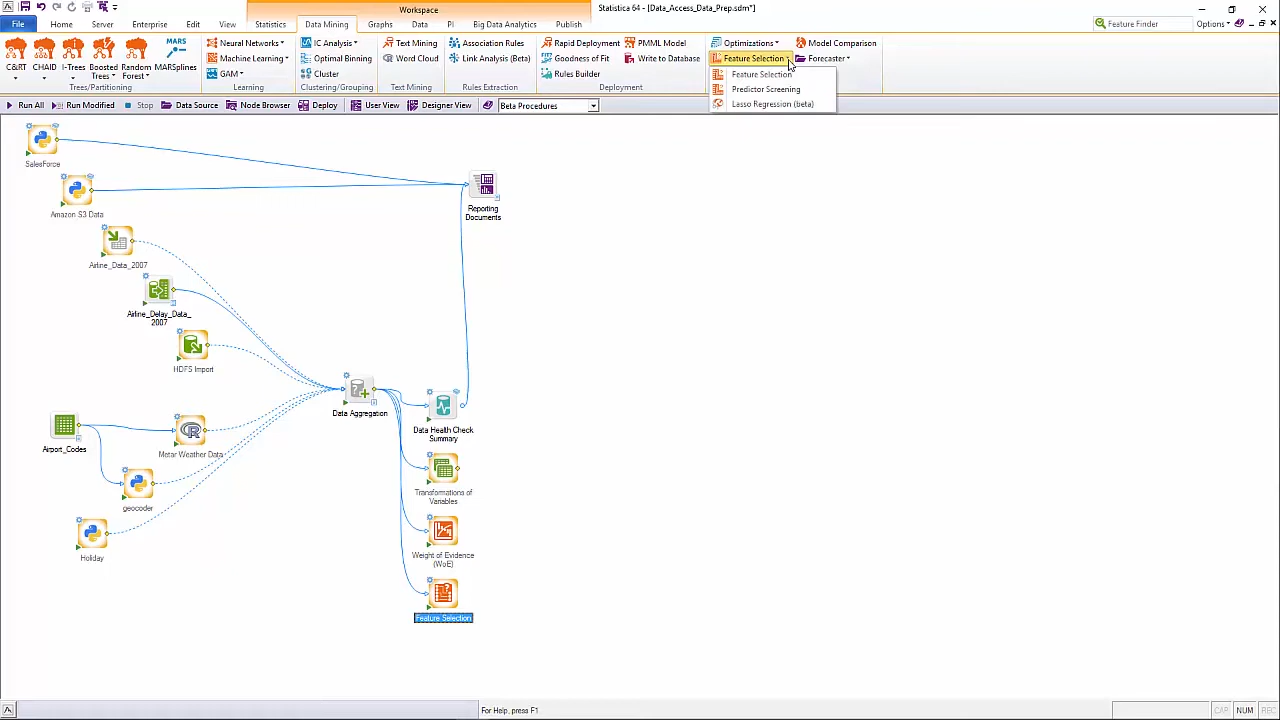 Workspace
Statistica 64 - [Data_Access_Data_Prep.sdm*]
File Home Server Enterprise Edit View Statistics Data Mining Graphs Data PI Big Data Analytics Publish
Feature Finder
Options
C&RT CHAID I-Trees Boosted Trees Random Forest MARSplines
MARS
Trees/Partitioning
Neural Networks
Machine Learning
GAM
Learning
IC Analysis
Optimal Binning
Cluster
Clustering/Grouping
Text Mining
Word Cloud
Text Mining
Association Rules
Link Analysis (Beta)
Rules Extraction
Rapid Deployment
Goodness of Fit
Rules Builder
PMML Model
Write to Database
Deployment
Optimizations
Feature Selection
Model Comparison
Forecaster
Feature Selection
Predictor Screening
Lasso Regression (beta)
Run All Run Modified Stop Data Source Node Browser Deploy User View Designer View Beta Procedures
SalesForce
Amazon S3 Data
Airline_Data_2007
Airline_Delay_Data_
2007
HDFS Import
Airport_Codes
Metar Weather Data
geocoder
Holiday
Data Aggregation
Reporting
Documents
Data Health Check
Summary
Transformations of
Variables
Weight of Evidence
(WoE)
Feature Selection
For Help, press F1
CAP NUM REC